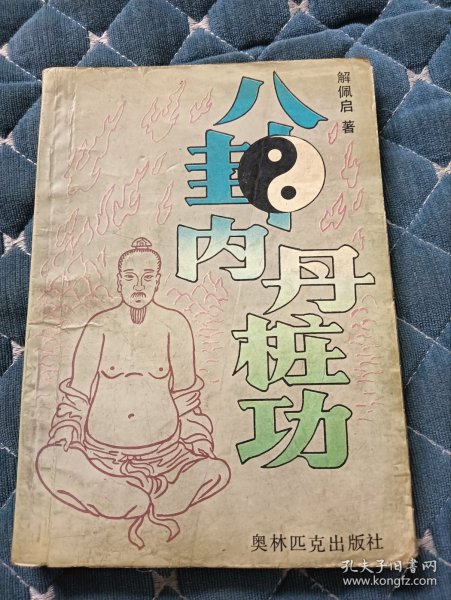 八卦
内
丹
桩
功
解佩启 著
奥林匹克出版社
孔夫子旧书网
www.kongfz.com